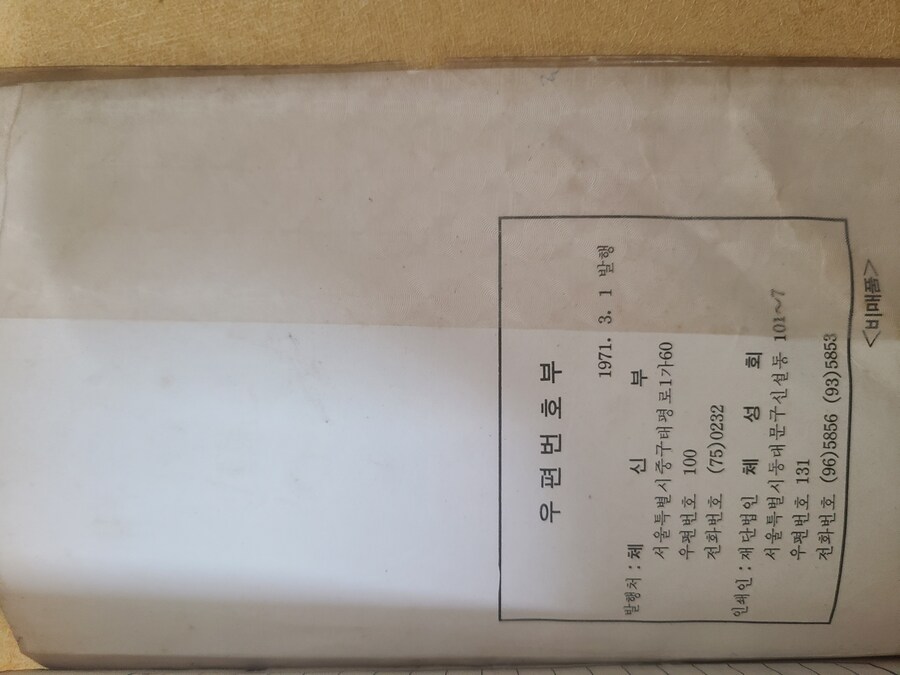 우편번호부
1971. 3. 1 발행
발행처 : 체 신 부
서울특별시중구태평로1가60
우편번호 100
전화번호 (75)0232
인쇄인 : 재단법인 체 성 회
서울특별시동대문구신설동 101~7
우편번호 131
전화번호 (96)5856 (93)5853
<비매품>